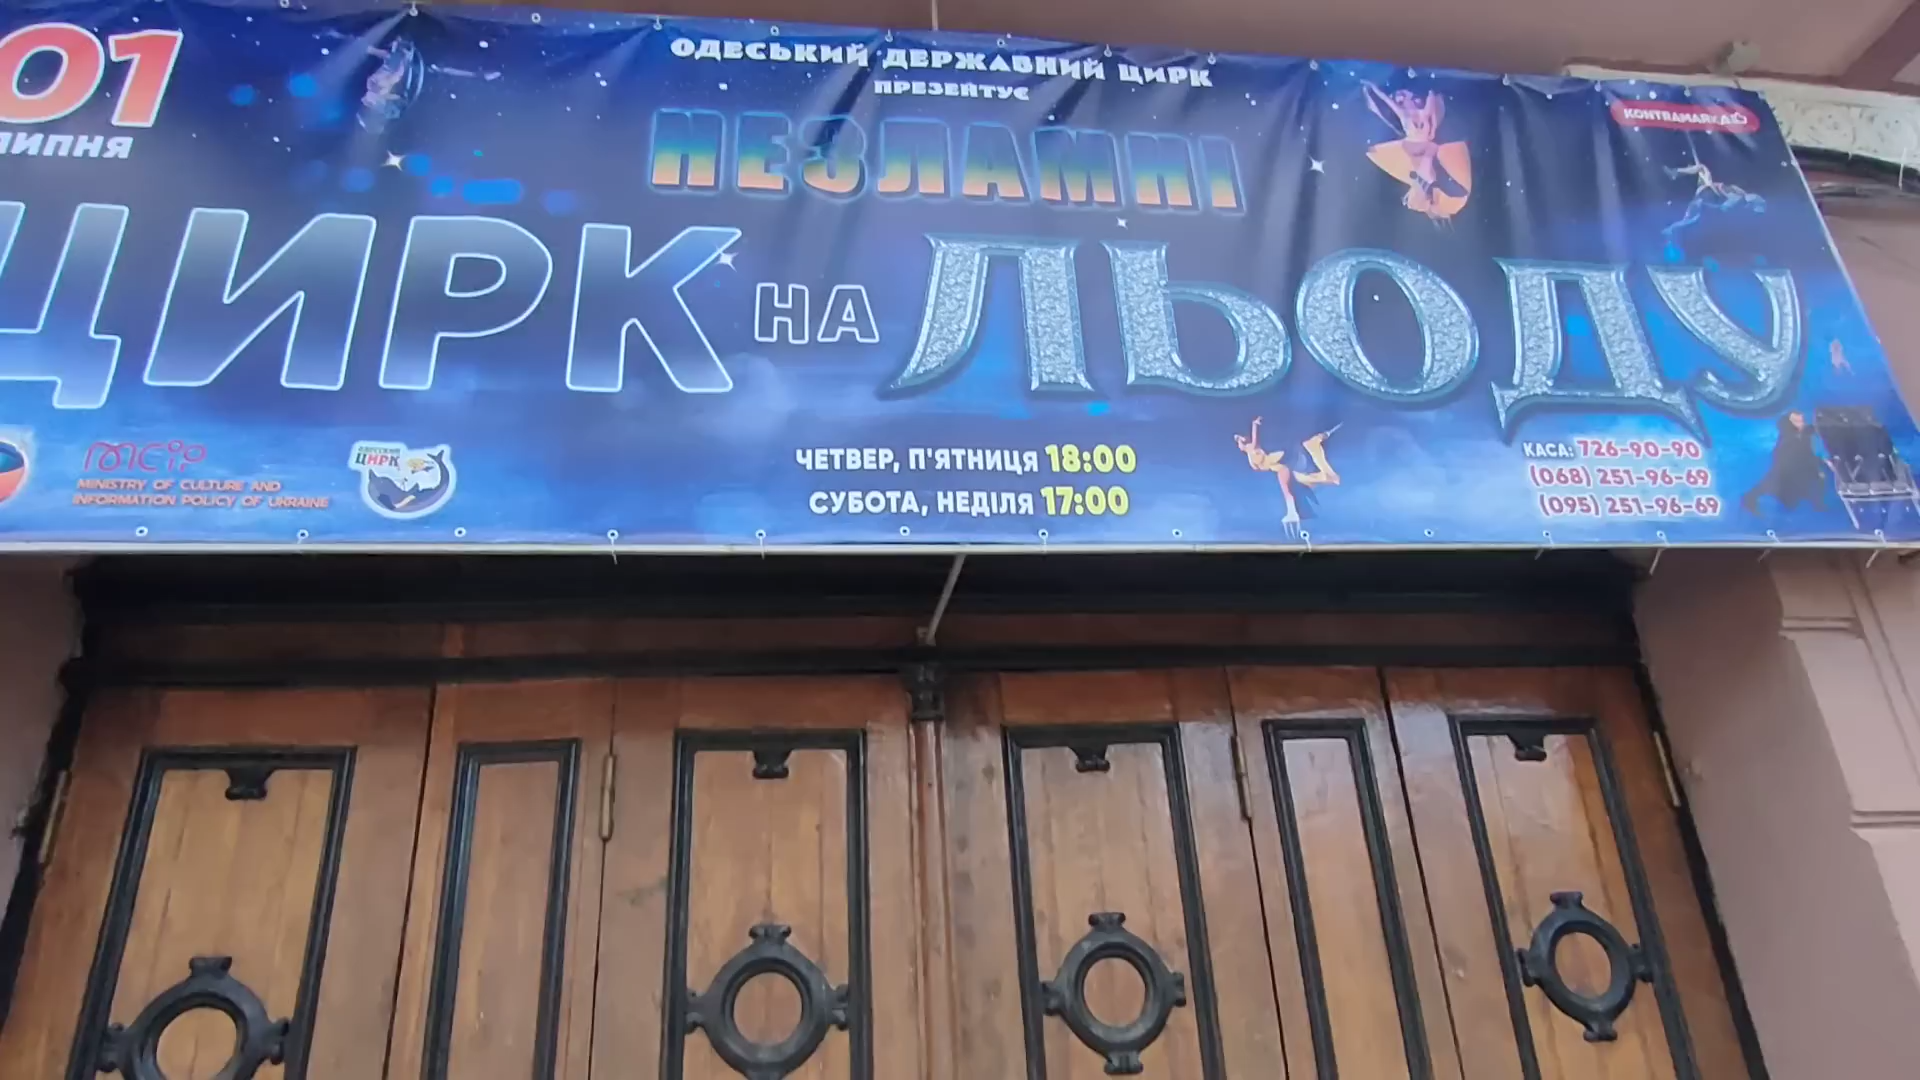 01
ЛИПНЯ
ОДЕСЬКИЙ ДЕРЖАВНИЙ ЦИРК
ПРЕЗЕНТУЄ
KONTRAMARKA
НЕЗЛАМНІ
ЦИРК НА ЛЬОДУ
МСІР
MINISTRY OF CULTURE AND
INFORMATION POLICY OF UKRAINE
ЦИРК
ЧЕТВЕР, П'ЯТНИЦЯ 18:00
СУБОТА, НЕДІЛЯ 17:00
КАСА: 726-90-90
(068) 251-96-69
(095) 251-96-69